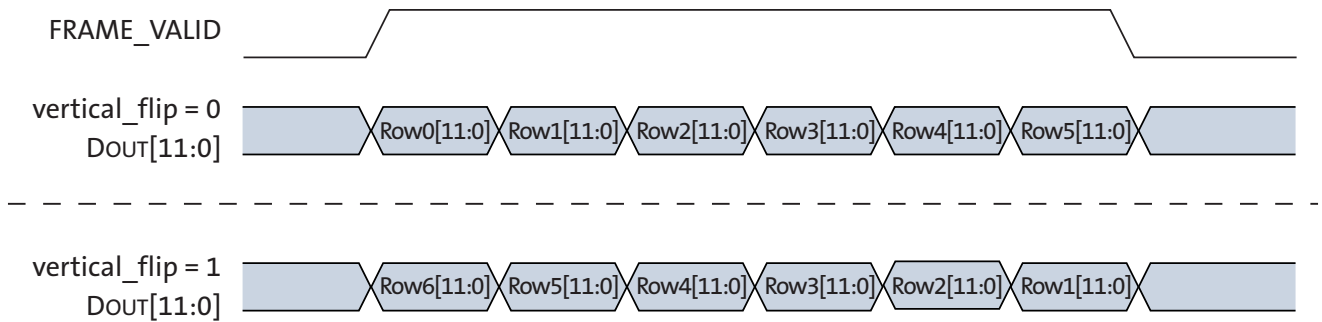 FRAME_VALID
vertical_flip = 0
DOUT[11:0]
Row0[11:0] Row1[11:0] Row2[11:0] Row3[11:0] Row4[11:0] Row5[11:0]
vertical_flip = 1
DOUT[11:0]
Row6[11:0] Row5[11:0] Row4[11:0] Row3[11:0] Row2[11:0] Row1[11:0]